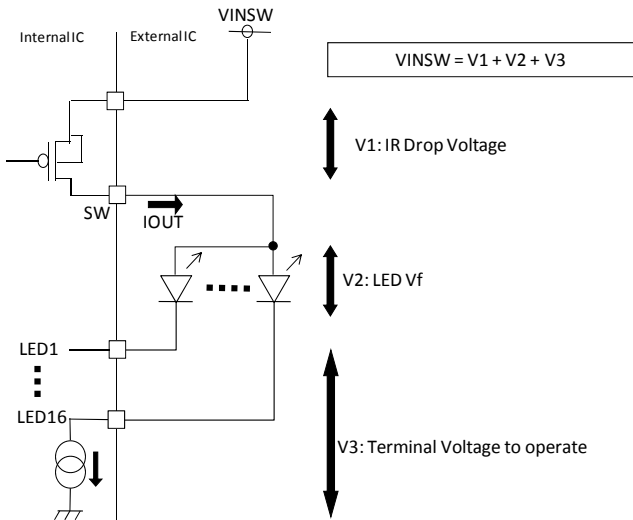 VINSW
Internal IC
External IC
VINSW = V1 + V2 + V3
V1: IR Drop Voltage
SW
IOUT
V2: LED Vf
LED1
LED16
V3: Terminal Voltage to operate